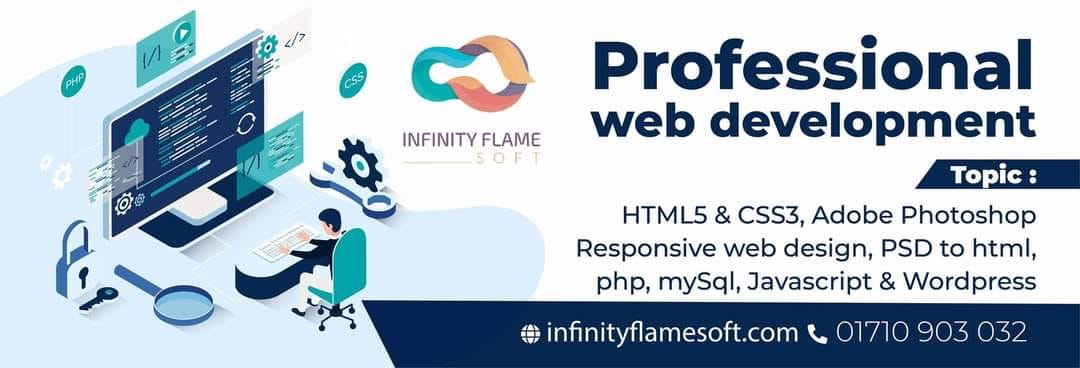 PHP
{/}
</>
CSS
</>
</>
INFINITY FLAME
SOFT
Professional
web development
Topic :
HTML5 & CSS3, Adobe Photoshop
Responsive web design, PSD to html,
php, mySql, Javascript & Wordpress
infinityflamesoft.com 01710 903 032